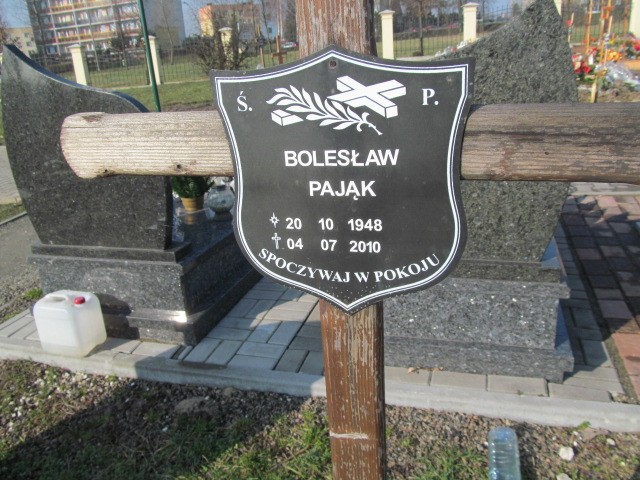 Ś. P.
BOLESŁAW
PAJĄK
20 10 1948
04 07 2010
SPOCZYWAJ W POKOJU